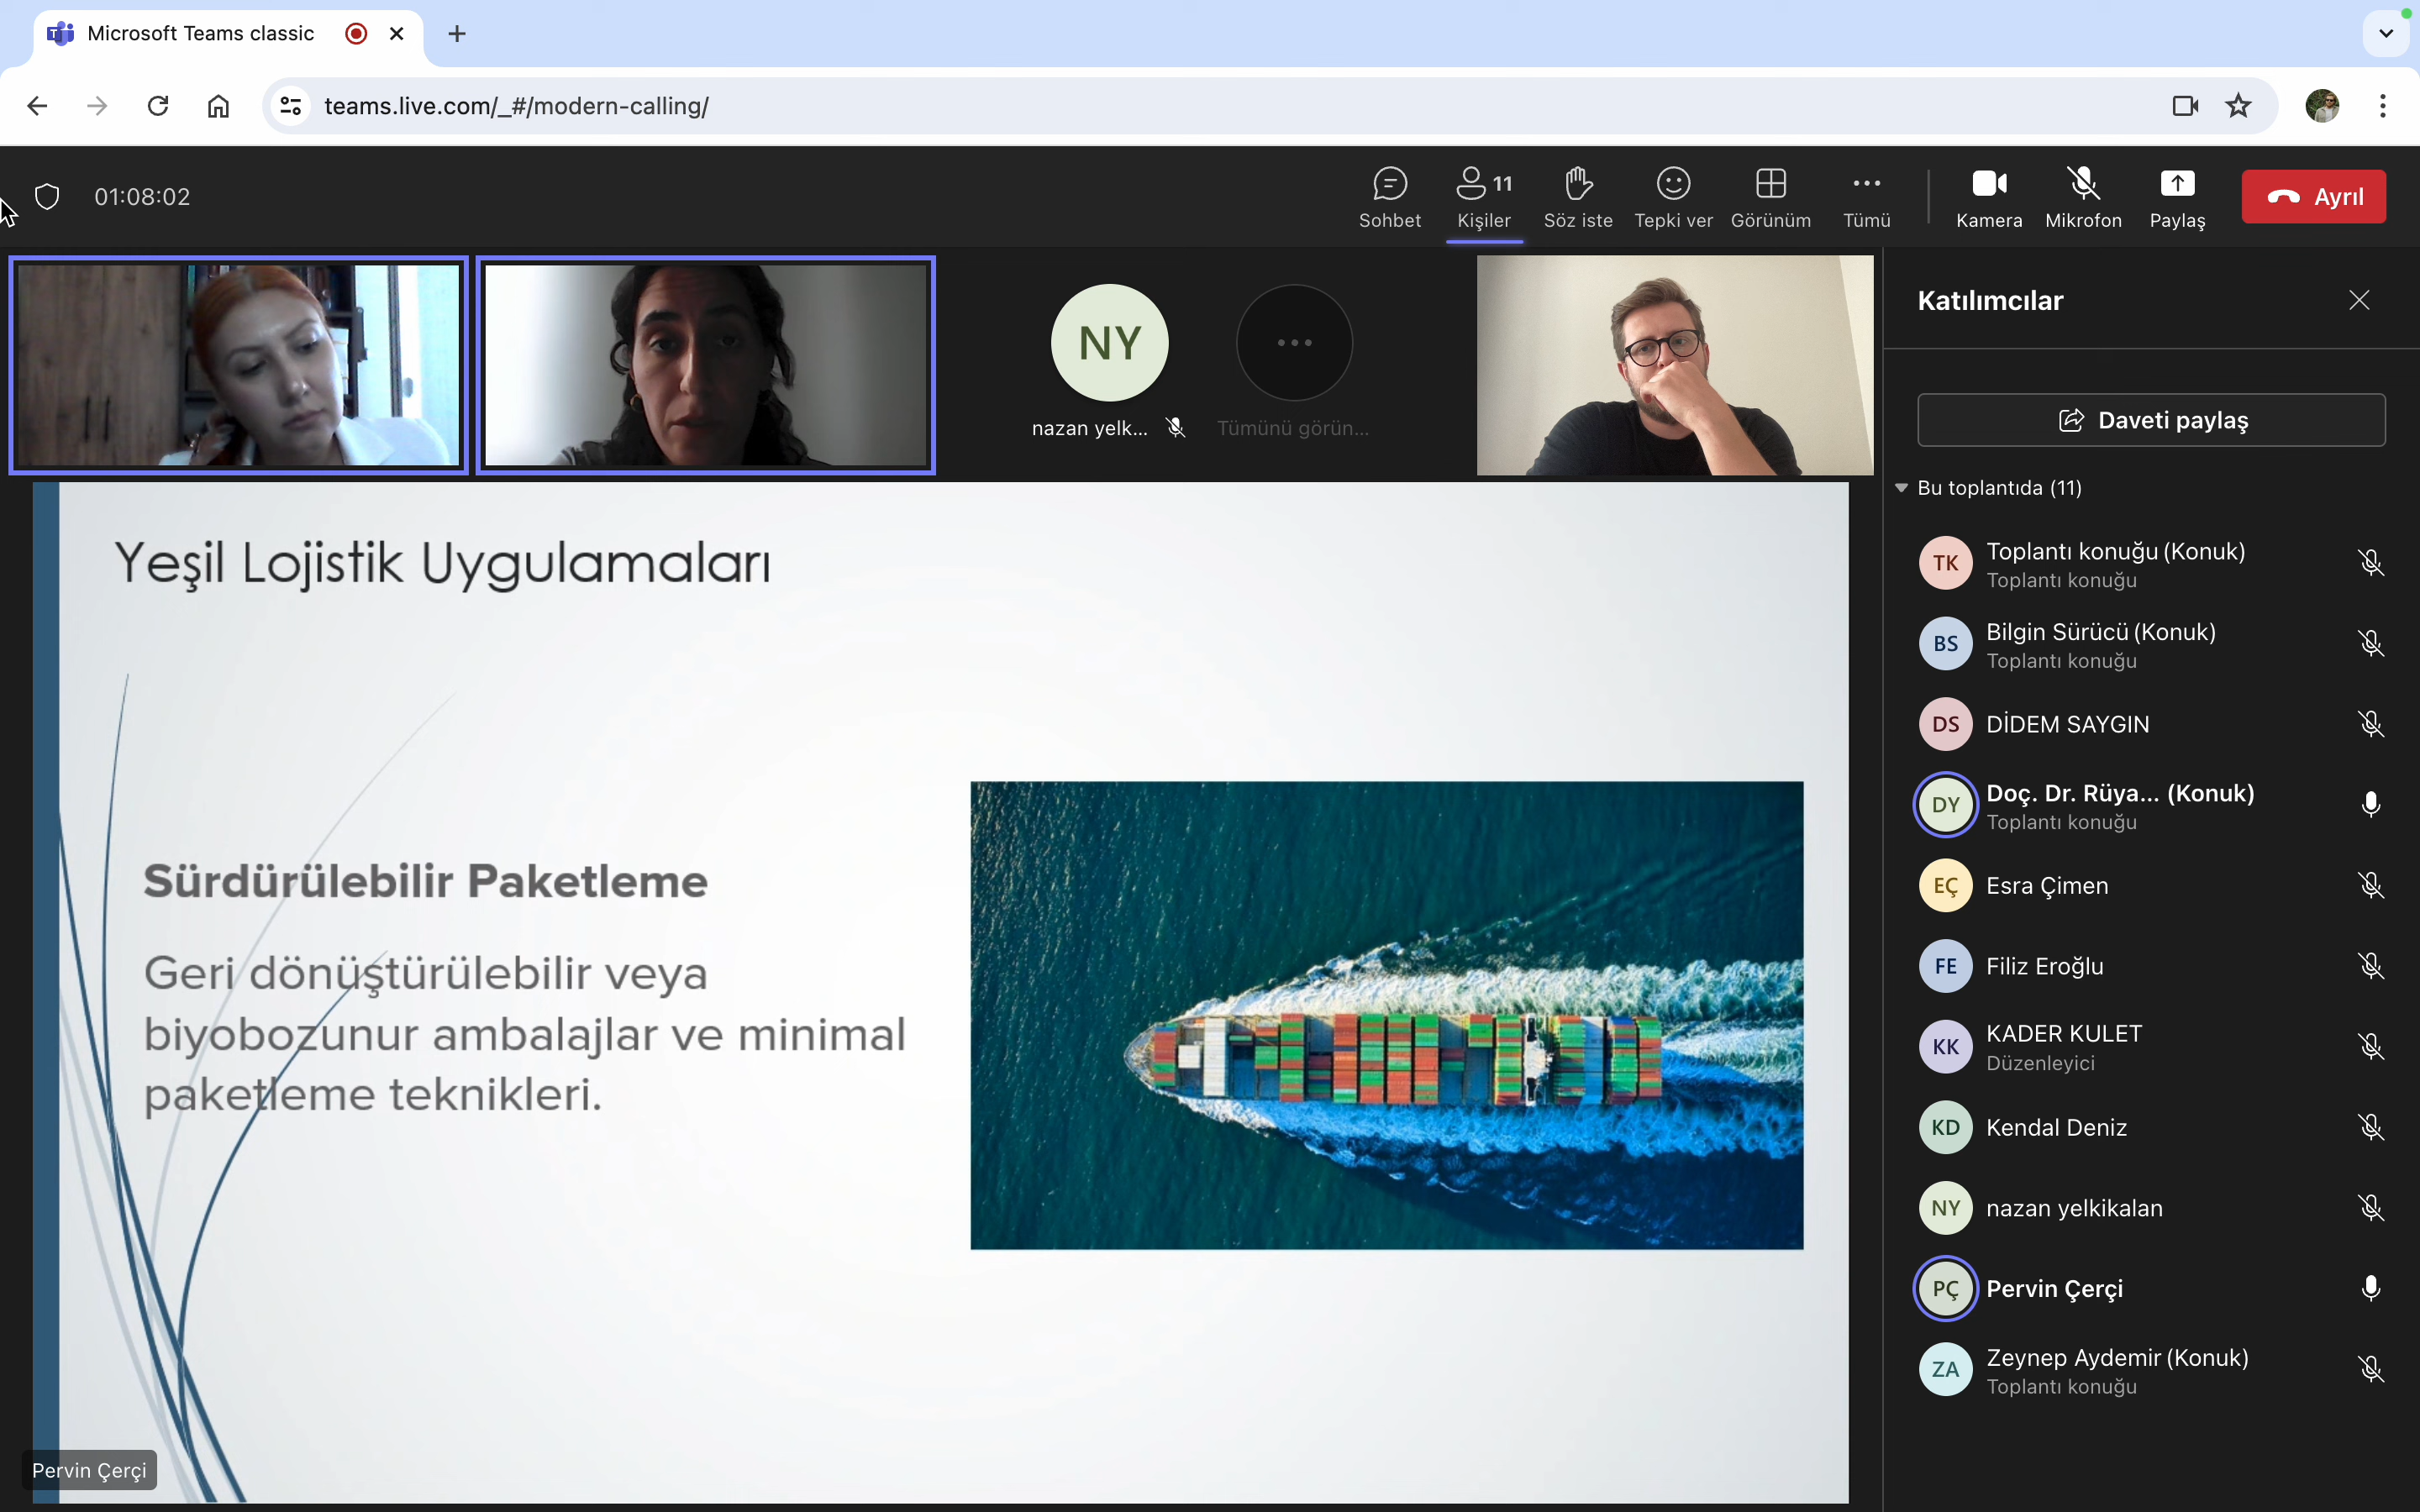 Microsoft Teams classic
teams.live.com/_#/modern-calling/
01:08:02
Sohbet
11
Kişiler
Söz iste
Tepki ver
Görünüm
Tümü
Kamera
Mikrofon
Paylaş
Ayrıl
NY
nazan yelk...
Tümünü görün...
Yeşil Lojistik Uygulamaları
Sürdürülebilir Paketleme
Geri dönüştürülebilir veya
biyobozunur ambalajlar ve minimal
paketleme teknikleri.
Pervin Çerçi
Katılımcılar
Daveti paylaş
Bu toplantıda (11)
TK
Toplantı konuğu (Konuk)
Toplantı konuğu
BS
Bilgin Sürücü (Konuk)
Toplantı konuğu
DS
DİDEM SAYGIN
DY
Doç. Dr. Rüya... (Konuk)
Toplantı konuğu
EÇ
Esra Çimen
FE
Filiz Eroğlu
KK
KADER KULET
Düzenleyici
KD
Kendal Deniz
NY
nazan yelkikalan
PÇ
Pervin Çerçi
ZA
Zeynep Aydemir (Konuk)
Toplantı konuğu